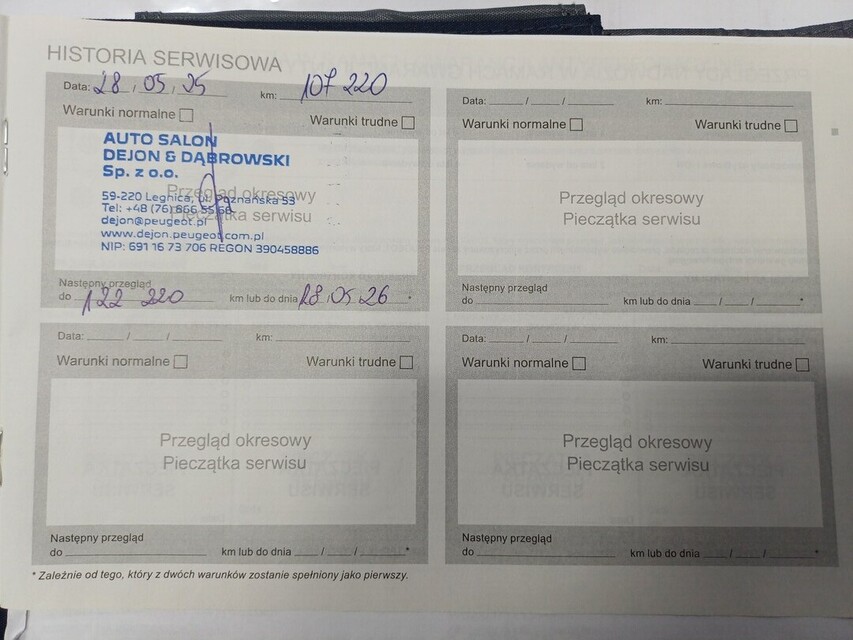 HISTORIA SERWISOWA
Data: 28 / 05 / 25 km: 107 220
Warunki normalne Warunki trudne
AUTO SALON
DEJON & DĄBROWSKI
Sp. z o.o.
Przegląd okresowy
59-220 Legnica, ul. Poznańska 53
Pieczątka serwisu
Tel: +48 (76) 866 55 68
dejon@peugeot.pl
www.dejon.peugeot.com.pl
NIP: 691 16 73 706 REGON 390458886
Następny przegląd
do 122 220 km lub do dnia 28 / 05 / 26 *
Data: / / km:
Warunki normalne Warunki trudne
Przegląd okresowy
Pieczątka serwisu
Następny przegląd
do km lub do dnia / / *
Data: / / km:
Warunki normalne Warunki trudne
Przegląd okresowy
Pieczątka serwisu
Następny przegląd
do km lub do dnia / / *
Data: / / km:
Warunki normalne Warunki trudne
Przegląd okresowy
Pieczątka serwisu
Następny przegląd
do km lub do dnia / / *
* Zależnie od tego, który z dwóch warunków zostanie spełniony jako pierwszy.